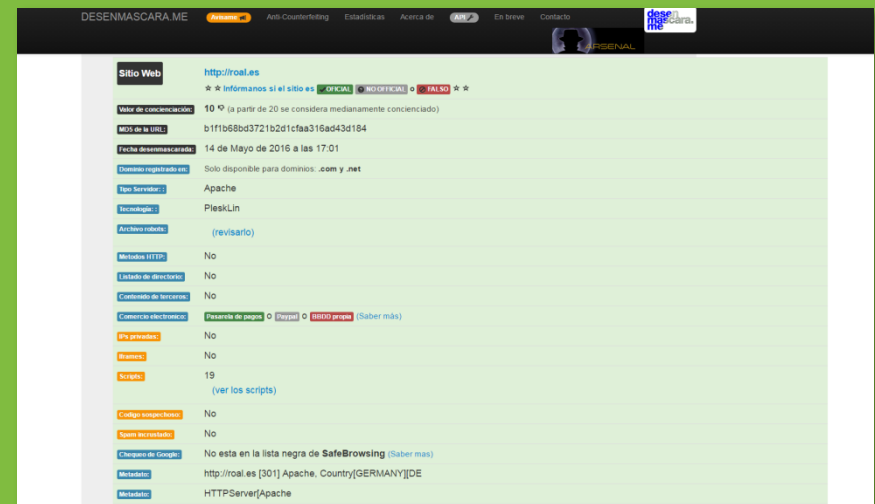 DESENMASCARA.ME Avísame Anti-Counterfeiting Estadísticas Acerca de API En breve Contacto
desenmascara.me
ARSENAL
Sitio Web http://roal.es
Infórmanos si el sitio es OFICIAL NO OFFICIAL o FALSO
Valor de concienciación: 10 (a partir de 20 se considera medianamente concienciado)
MD5 de la URL: b1f1b68bd3721b2d1cfaa316ad43d184
Fecha desenmascarada: 14 de Mayo de 2016 a las 17:01
Dominio registrado en: Solo disponible para dominios: .com y .net
Tipo Servidor: : Apache
Tecnología: : PleskLin
Archivo robots: (revisarlo)
Metodos HTTP: No
Listado de directorio: No
Contenido de terceros: No
Comercio electronico: Pasarela de pagos O Paypal O BBDD propia (Saber más)
IPs privadas: No
Iframes: No
Scripts: 19
(ver los scripts)
Codigo sospechoso: No
Spam incrustado: No
Chequeo de Google: No esta en la lista negra de SafeBrowsing (Saber mas)
Metadato: http://roal.es [301] Apache, Country[GERMANY][DE
Metadato: HTTPServer[Apache